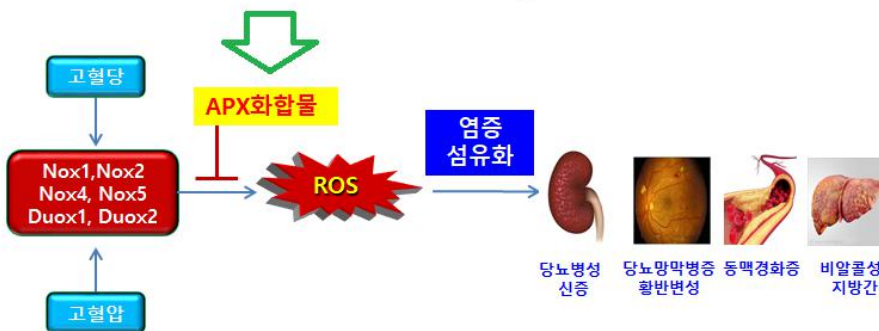 고혈당
APX화합물
염증
섬유화
Nox1,Nox2
Nox4, Nox5
Duox1, Duox2
ROS
당뇨병성
신증
당뇨망막병증
황반변성
동맥경화증
비알콜성
지방간
고혈압